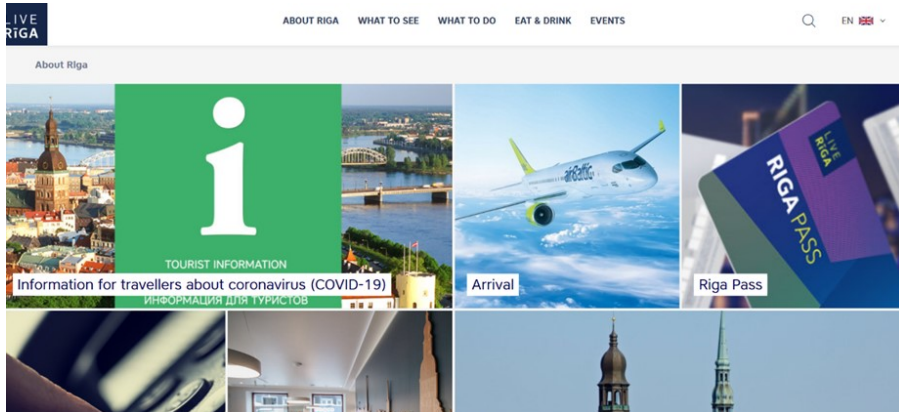 LIVE
RĪGA
ABOUT RIGA WHAT TO SEE WHAT TO DO EAT & DRINK EVENTS
EN
About Riga
TOURIST INFORMATION
Information for travellers about coronavirus (COVID-19)
ИНФОРМАЦИЯ ДЛЯ ТУРИСТОВ
airBaltic
Arrival
LIVE
RIGA
RIGA PASS
Riga Pass